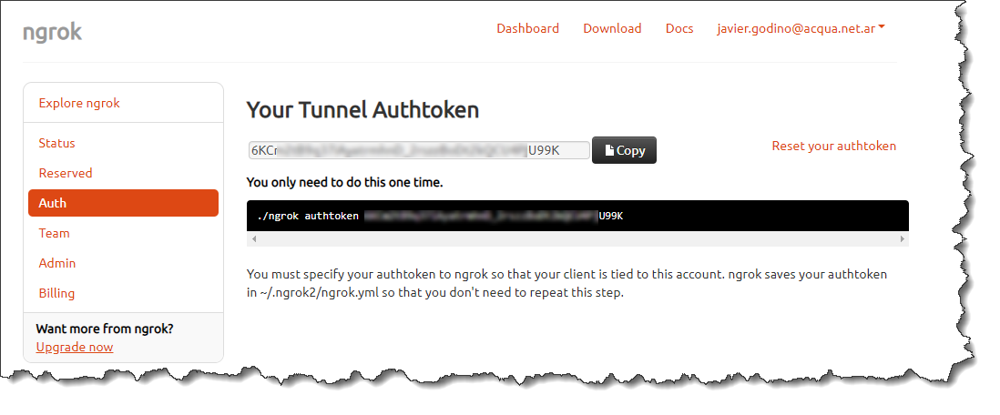 ngrok
Dashboard Download Docs javier.godino@acqua.net.ar
Explore ngrok
Status
Reserved
Auth
Team
Admin
Billing
Want more from ngrok?
Upgrade now
Your Tunnel Authtoken
6KC U99K Copy Reset your authtoken
You only need to do this one time.
./ngrok authtoken U99K
You must specify your authtoken to ngrok so that your client is tied to this account. ngrok saves your authtoken
in ~/.ngrok2/ngrok.yml so that you don't need to repeat this step.